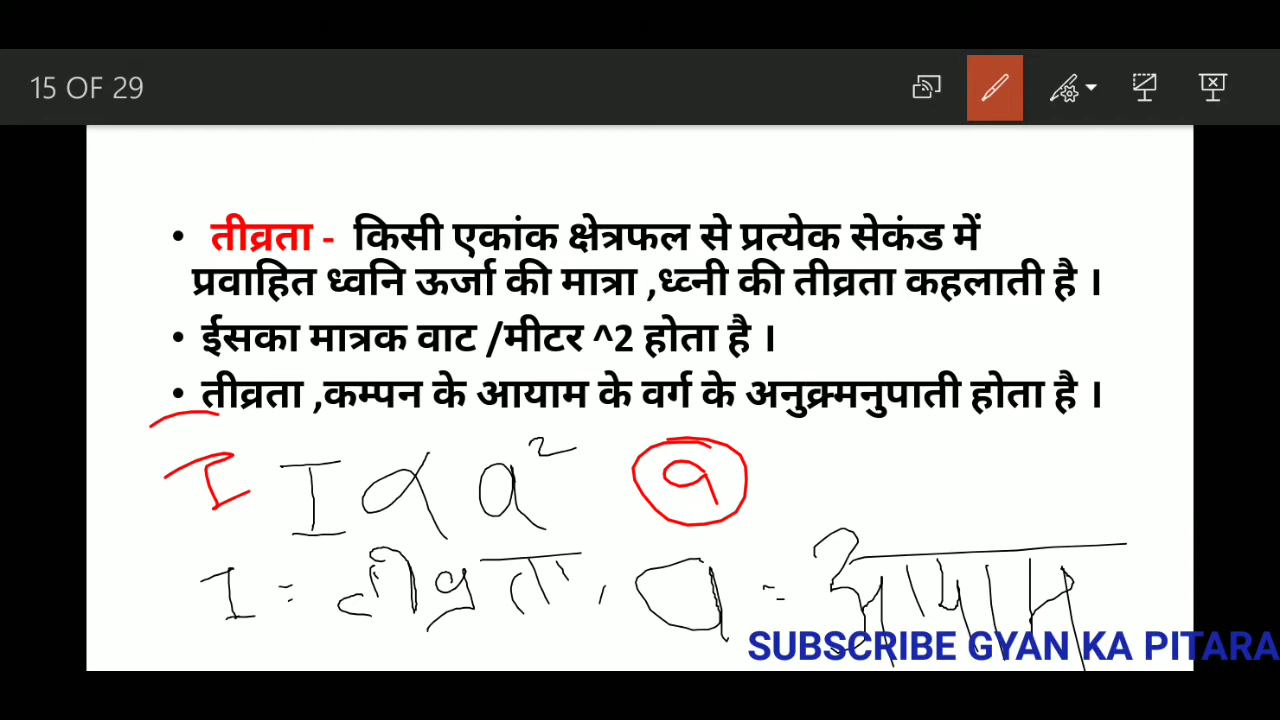 15 OF 29
• तीव्रता - किसी एकांक क्षेत्रफल से प्रत्येक सेकंड में
प्रवाहित ध्वनि ऊर्जा की मात्रा ,ध्व्नी की तीव्रता कहलाती है ।
• ईसका मात्रक वाट /मीटर ^2 होता है ।
• तीव्रता ,कम्पन के आयाम के वर्ग के अनुक्र्मनुपाती होता है ।
I I α a² a
I = तीव्रता , a = आयाम
SUBSCRIBE GYAN KA PITARA